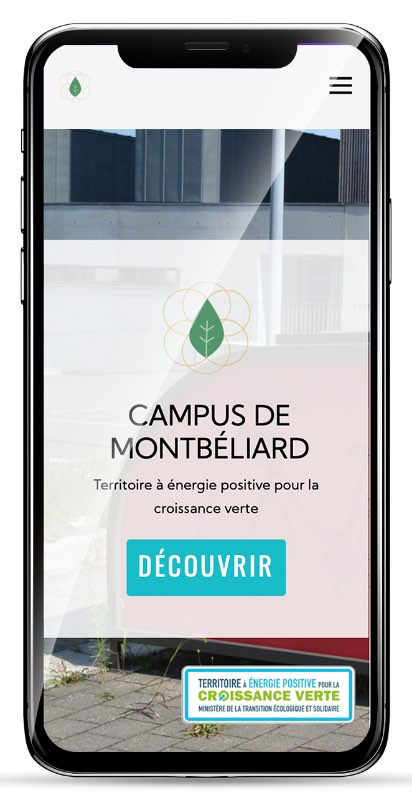 CAMPUS DE
MONTBÉLIARD
Territoire à énergie positive pour la
croissance verte
DÉCOUVRIR
TERRITOIRE À ÉNERGIE POSITIVE POUR LA
CROISSANCE VERTE
MINISTÈRE DE LA TRANSITION ÉCOLOGIQUE ET SOLIDAIRE